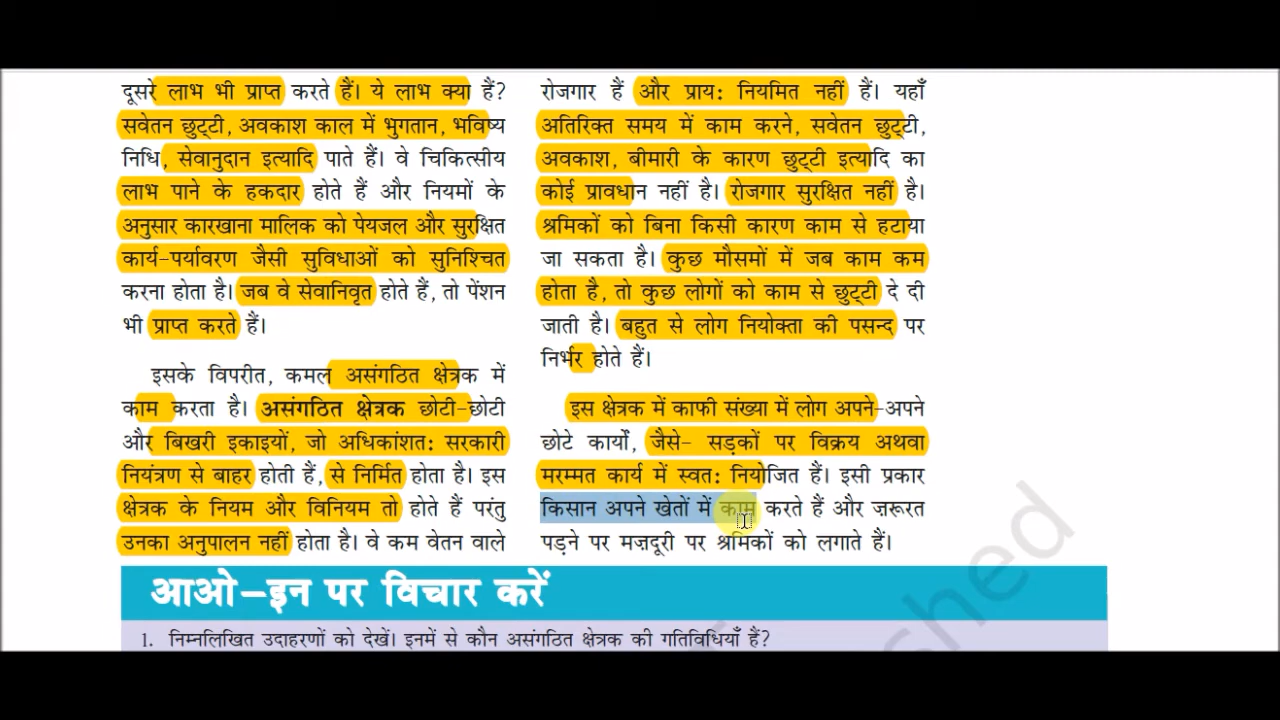 दूसरे लाभ भी प्राप्त करते हैं। ये लाभ क्या हैं?
सवेतन छुट्टी, अवकाश काल में भुगतान, भविष्य
निधि, सेवानुदान इत्यादि पाते हैं। वे चिकित्सीय
लाभ पाने के हकदार होते हैं और नियमों के
अनुसार कारखाना मालिक को पेयजल और सुरक्षित
कार्य-पर्यावरण जैसी सुविधाओं को सुनिश्चित
करना होता है। जब वे सेवानिवृत होते हैं, तो पेंशन
भी प्राप्त करते हैं।
इसके विपरीत, कमल असंगठित क्षेत्रक में
काम करता है। असंगठित क्षेत्रक छोटी-छोटी
और बिखरी इकाइयों, जो अधिकांशत: सरकारी
नियंत्रण से बाहर होती हैं, से निर्मित होता है। इस
क्षेत्रक के नियम और विनियम तो होते हैं परंतु
उनका अनुपालन नहीं होता है। वे कम वेतन वाले
रोजगार हैं और प्राय: नियमित नहीं हैं। यहाँ
अतिरिक्त समय में काम करने, सवेतन छुट्टी,
अवकाश, बीमारी के कारण छुट्टी इत्यादि का
कोई प्रावधान नहीं है। रोजगार सुरक्षित नहीं है।
श्रमिकों को बिना किसी कारण काम से हटाया
जा सकता है। कुछ मौसमों में जब काम कम
होता है, तो कुछ लोगों को काम से छुट्टी दे दी
जाती है। बहुत से लोग नियोक्ता की पसन्द पर
निर्भर होते हैं।
इस क्षेत्रक में काफी संख्या में लोग अपने-अपने
छोटे कार्यों, जैसे- सड़कों पर विक्रय अथवा
मरम्मत कार्य में स्वत: नियोजित हैं। इसी प्रकार
किसान अपने खेतों में काम करते हैं और जरूरत
पड़ने पर मज़दूरी पर श्रमिकों को लगाते हैं।
आओ-इन पर विचार करें
1. निम्नलिखित उदाहरणों को देखें। इनमें से कौन असंगठित क्षेत्रक की गतिविधियाँ हैं?
shed